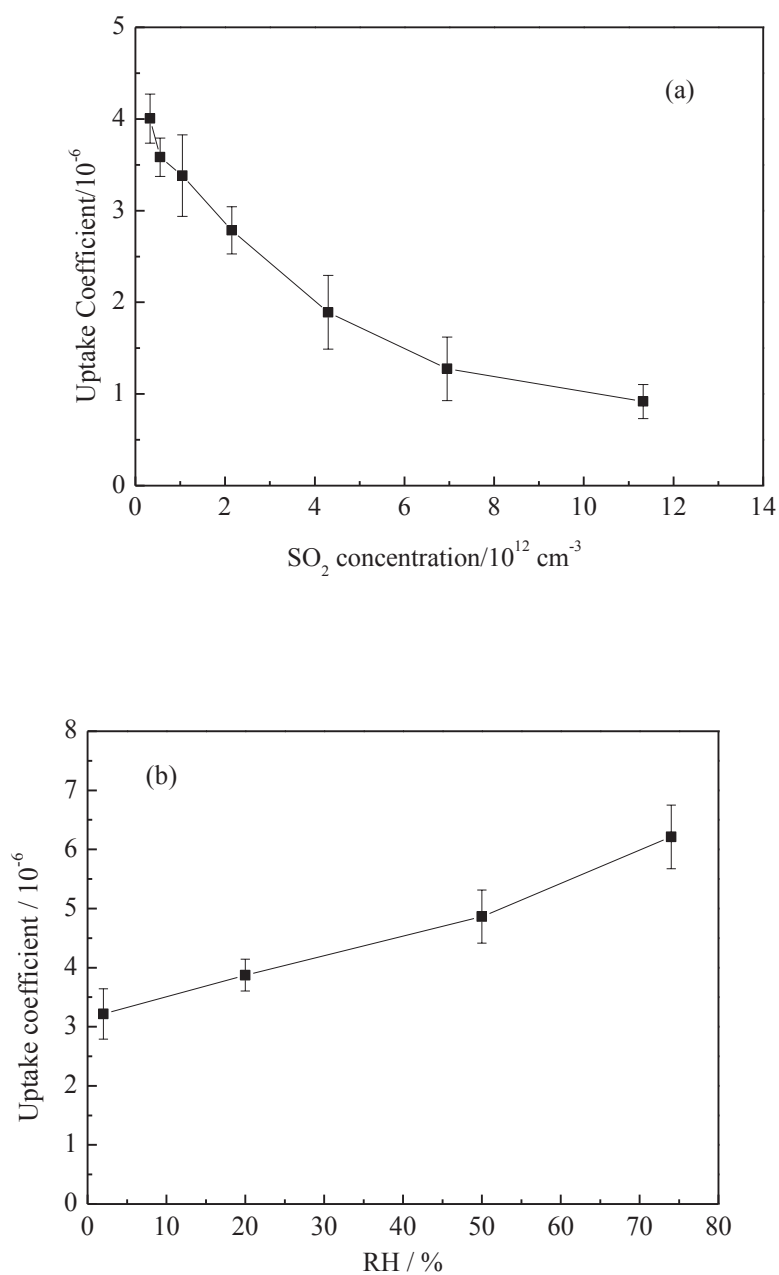 5
4
3
2
1
0
Uptake Coefficient/10⁻⁶
(a)
0 2 4 6 8 10 12 14
SO₂ concentration/10¹² cm⁻³
8
7
6
5
4
3
2
1
0
Uptake coefficient / 10⁻⁶
(b)
0 10 20 30 40 50 60 70 80
RH / %